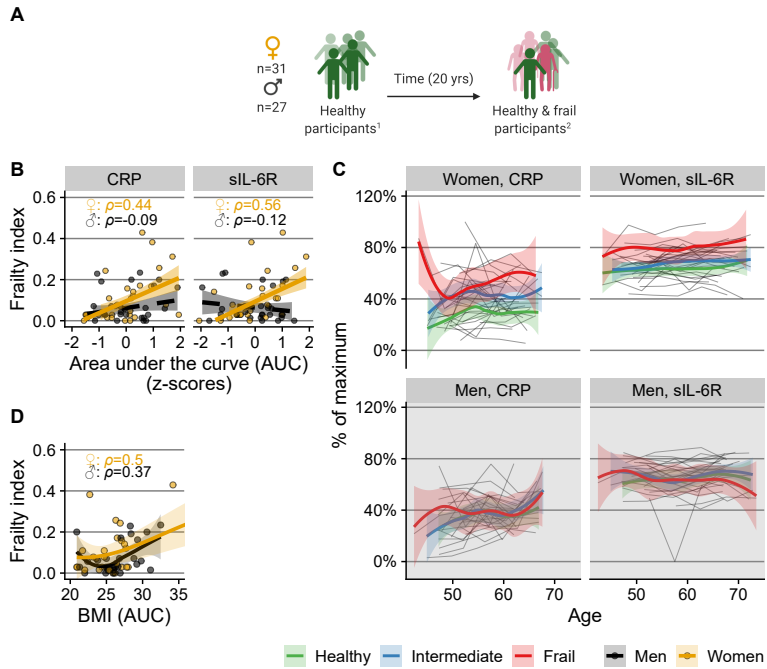 A
♀
n=31
♂
n=27
Healthy
participants¹
Time (20 yrs)
Healthy & frail
participants²
B
CRP
sIL-6R
Frailty index
0.6
0.4
0.2
0.0
♀: ρ=0.44
♂: ρ=-0.09
♀: ρ=0.56
♂: ρ=-0.12
-2 -1 0 1 2
-2 -1 0 1 2
Area under the curve (AUC)
(z-scores)
C
Women, CRP
Women, sIL-6R
120%
80%
40%
0%
% of maximum
Men, CRP
Men, sIL-6R
120%
80%
40%
0%
50 60 70
50 60 70
Age
D
Frailty index
0.6
0.4
0.2
0.0
♀: ρ=0.5
♂: ρ=0.37
20 25 30 35
BMI (AUC)
Healthy Intermediate Frail Men Women